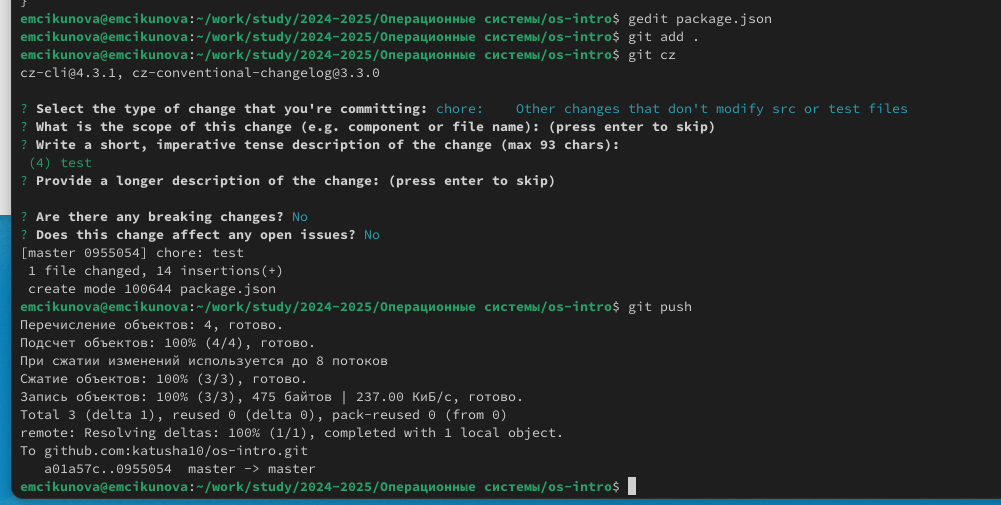 }
emcikunova@emcikunova:~/work/study/2024-2025/Операционные системы/os-intro$ gedit package.json
emcikunova@emcikunova:~/work/study/2024-2025/Операционные системы/os-intro$ git add .
emcikunova@emcikunova:~/work/study/2024-2025/Операционные системы/os-intro$ git cz
cz-cli@4.3.1, cz-conventional-changelog@3.3.0
? Select the type of change that you're committing: chore:    Other changes that don't modify src or test files
? What is the scope of this change (e.g. component or file name): (press enter to skip)
? Write a short, imperative tense description of the change (max 93 chars):
 (4) test
? Provide a longer description of the change: (press enter to skip)
? Are there any breaking changes? No
? Does this change affect any open issues? No
[master 0955054] chore: test
 1 file changed, 14 insertions(+)
 create mode 100644 package.json
emcikunova@emcikunova:~/work/study/2024-2025/Операционные системы/os-intro$ git push
Перечисление объектов: 4, готово.
Подсчет объектов: 100% (4/4), готово.
При сжатии изменений используется до 8 потоков
Сжатие объектов: 100% (3/3), готово.
Запись объектов: 100% (3/3), 475 байтов | 237.00 КиБ/с, готово.
Total 3 (delta 1), reused 0 (delta 0), pack-reused 0 (from 0)
remote: Resolving deltas: 100% (1/1), completed with 1 local object.
To github.com:katusha10/os-intro.git
   a01a57c..0955054  master -> master
emcikunova@emcikunova:~/work/study/2024-2025/Операционные системы/os-intro$